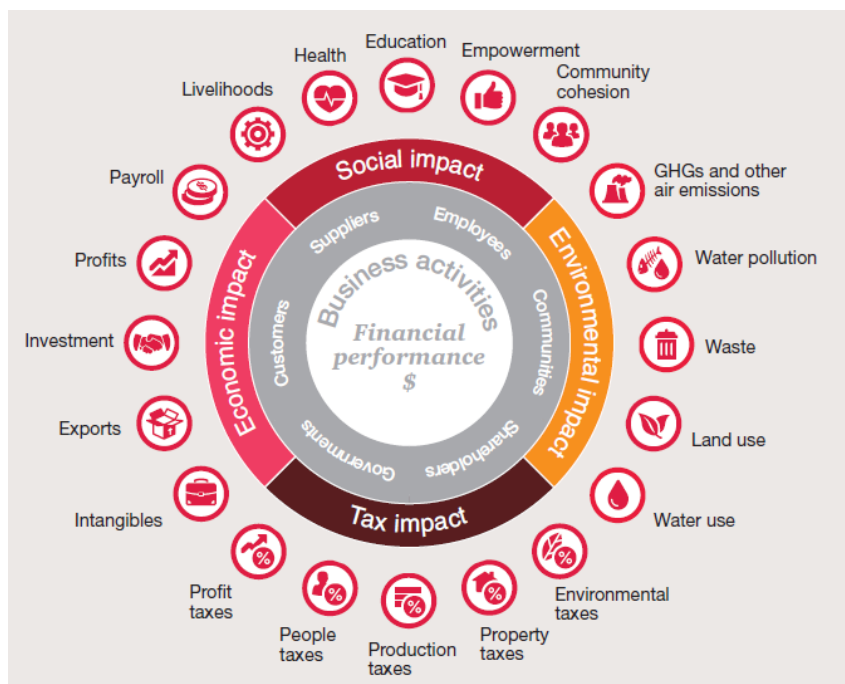 Education
Empowerment
Community
cohesion
Health
Livelihoods
Payroll
Profits
Investment
Exports
Intangibles
GHGs and other
air emissions
Water pollution
Waste
Land use
Water use
Environmental
taxes
Property
taxes
Production
taxes
People
taxes
Profit
taxes
Social impact
Environmental impact
Tax impact
Economic impact
Suppliers
Employees
Communities
Shareholders
Governments
Customers
Business activities
Financial
performance
$